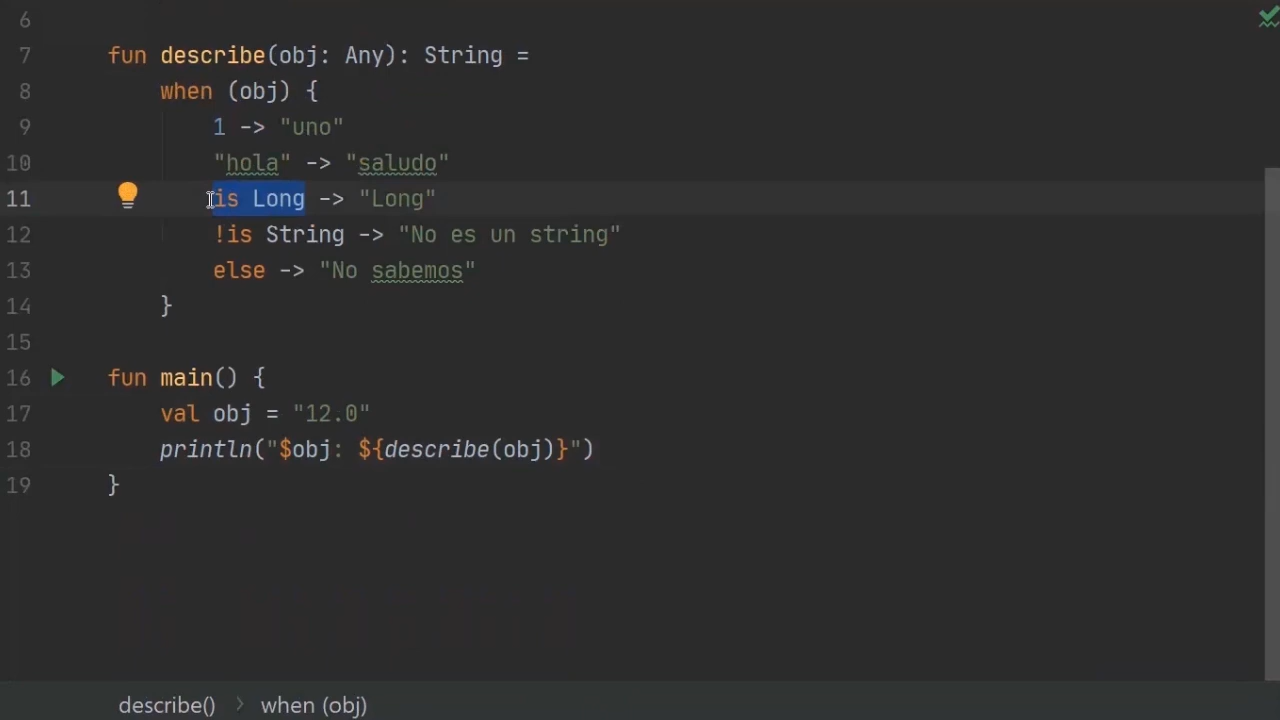 6
7 fun describe(obj: Any): String =
8 when (obj) {
9 1 -> "uno"
10 "hola" -> "saludo"
11 is Long -> "Long"
12 !is String -> "No es un string"
13 else -> "No sabemos"
14 }
15
16 fun main() {
17 val obj = "12.0"
18 println("$obj: ${describe(obj)}")
19 }
describe() > when (obj)